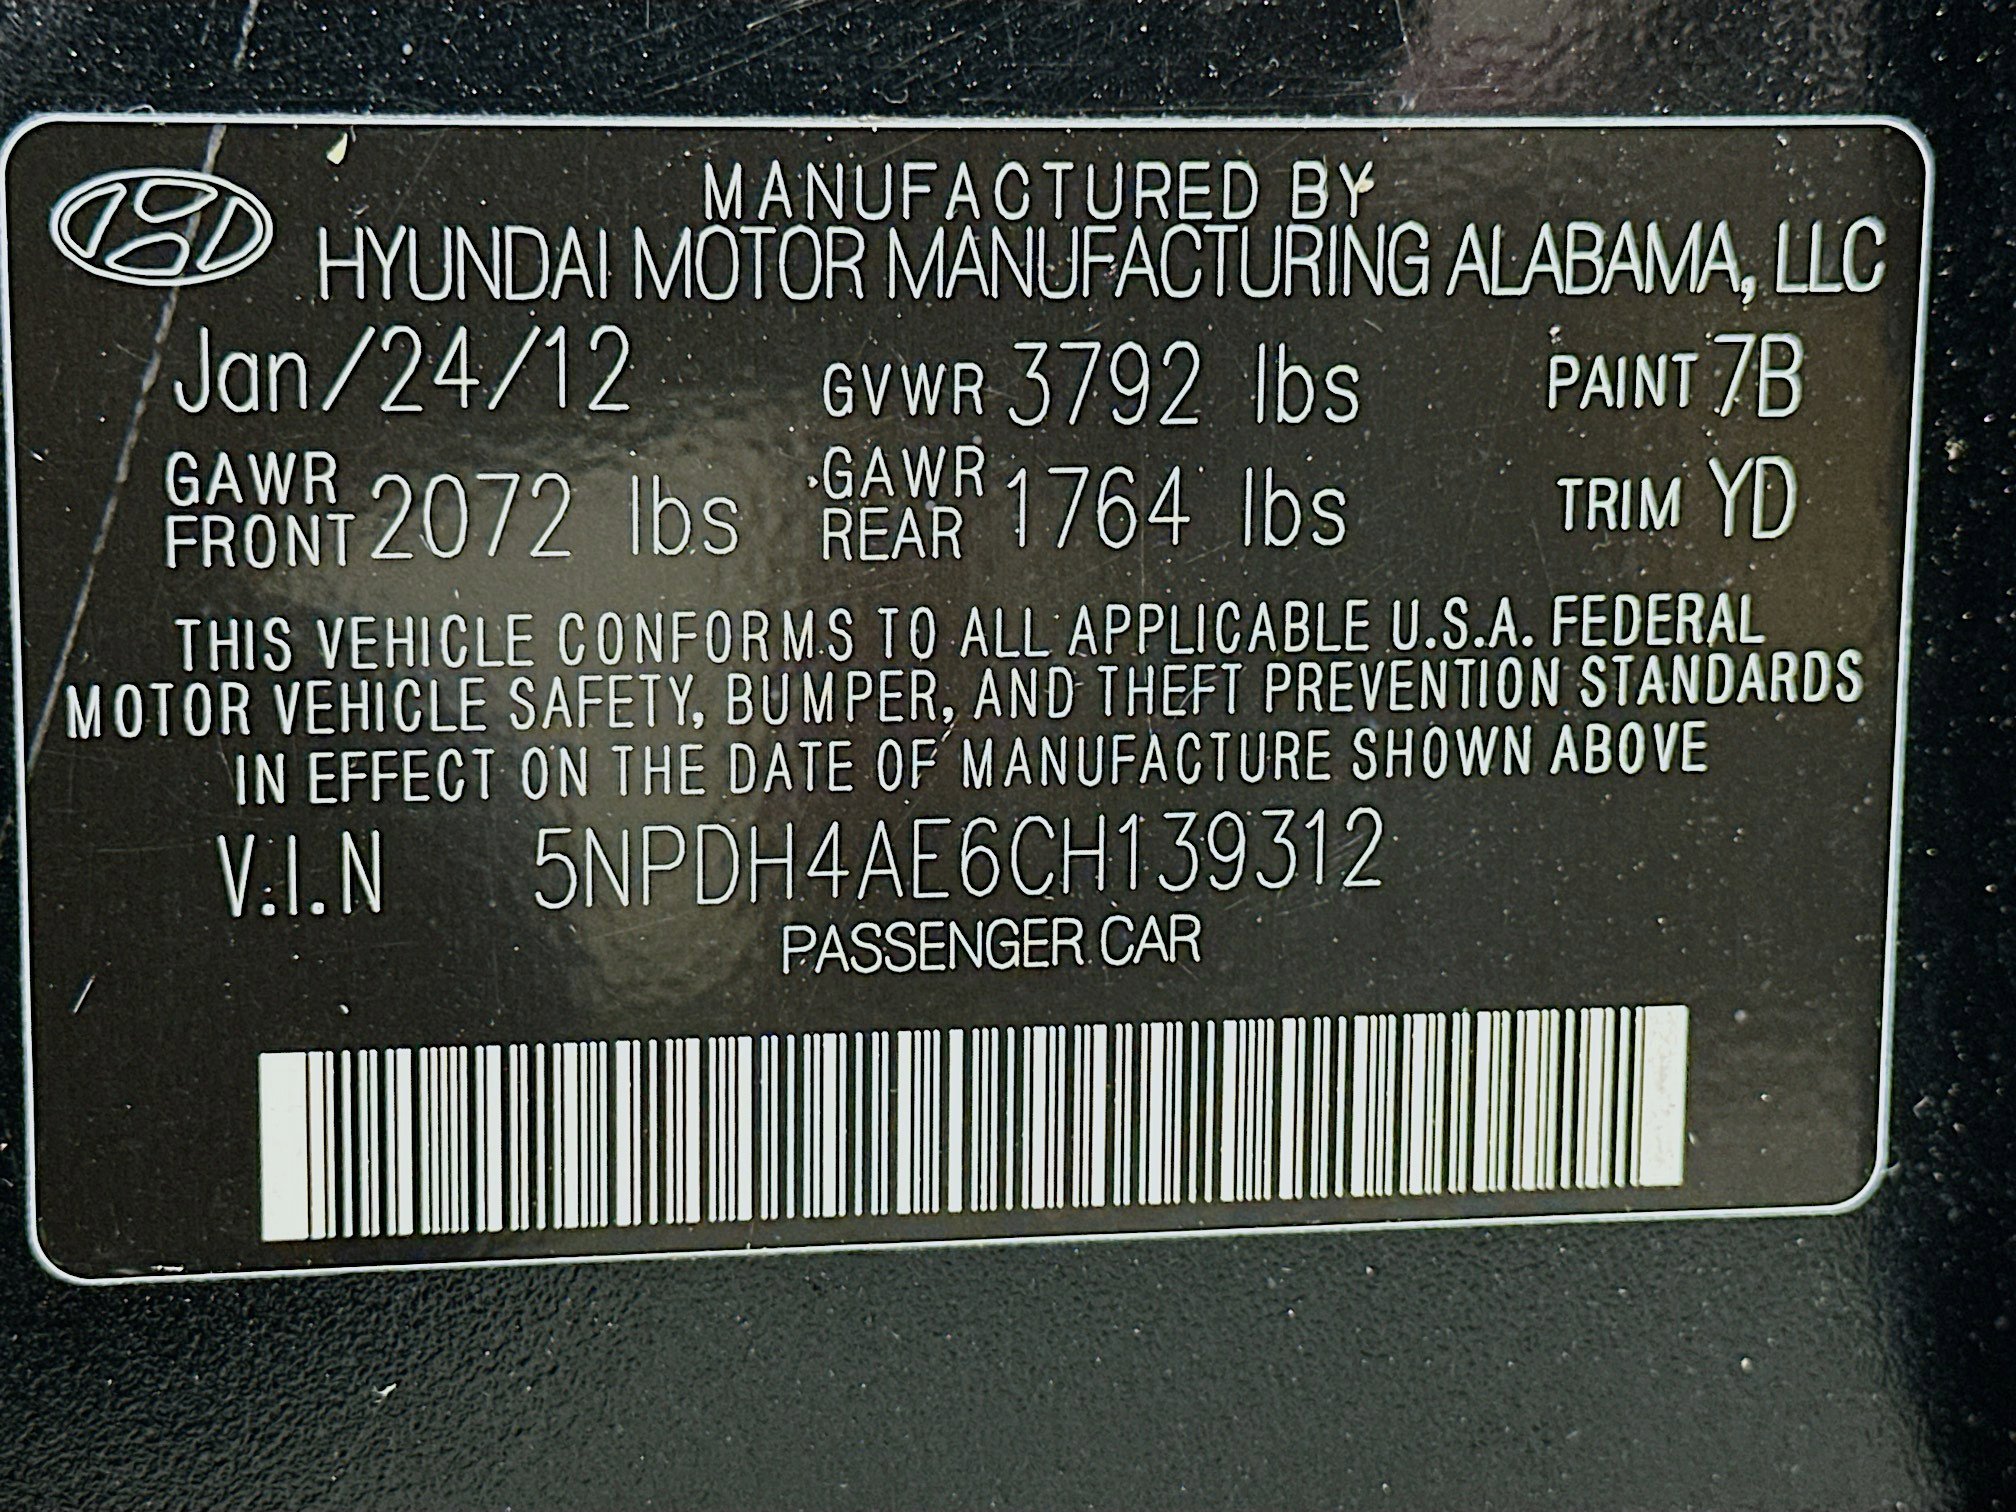 MANUFACTURED BY
HYUNDAI MOTOR MANUFACTURING ALABAMA, LLC
Jan/24/12 GVWR 3792 lbs PAINT 7B
GAWR FRONT 2072 lbs GAWR REAR 1764 lbs TRIM YD
THIS VEHICLE CONFORMS TO ALL APPLICABLE U.S.A. FEDERAL
MOTOR VEHICLE SAFETY, BUMPER, AND THEFT PREVENTION STANDARDS
IN EFFECT ON THE DATE OF MANUFACTURE SHOWN ABOVE
V.I.N 5NPDH4AE6CH139312
PASSENGER CAR